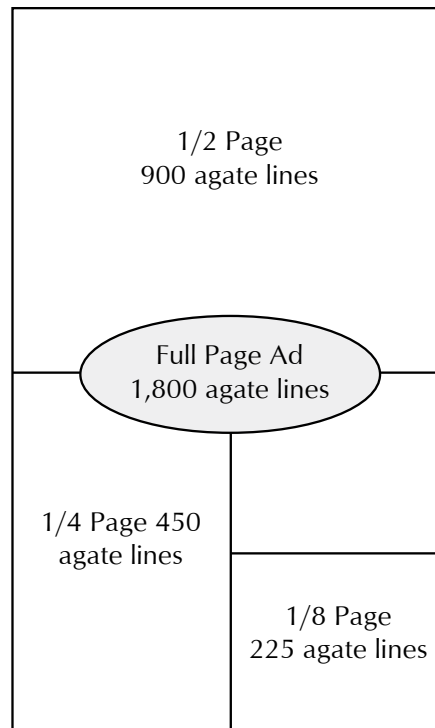 1/2 Page
900 agate lines
Full Page Ad
1,800 agate lines
1/4 Page 450
agate lines
1/8 Page
225 agate lines